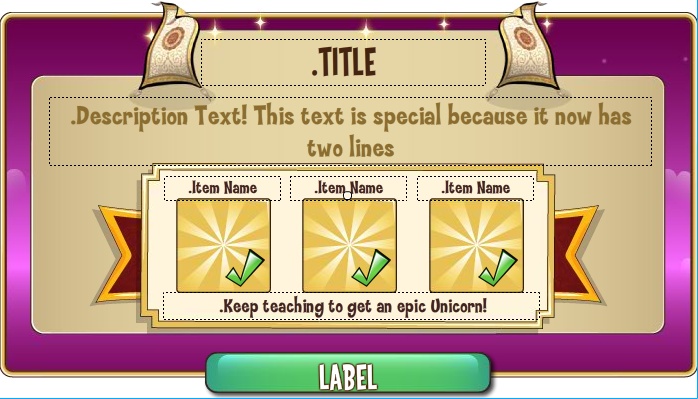 .TITLE
.Description Text! This text is special because it now has
two lines
.Item Name .Item Name .Item Name
.Keep teaching to get an epic Unicorn!
LABEL